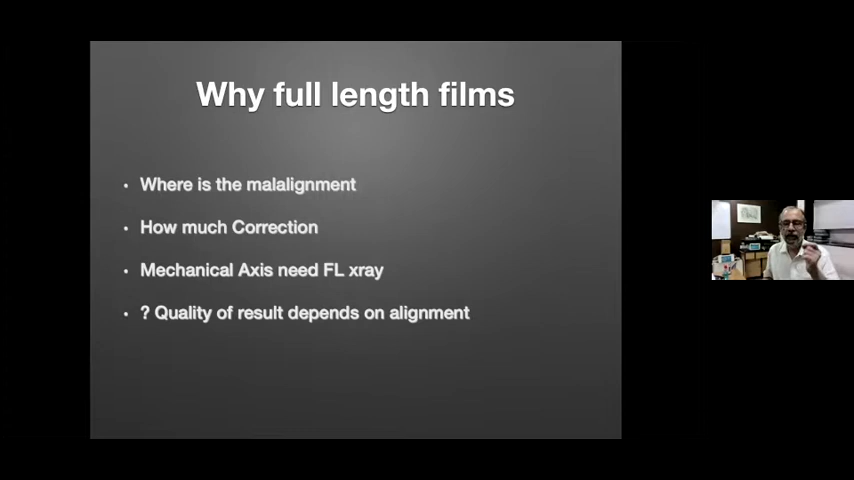 Why full length films
• Where is the malalignment
• How much Correction
• Mechanical Axis need FL xray
• ? Quality of result depends on alignment